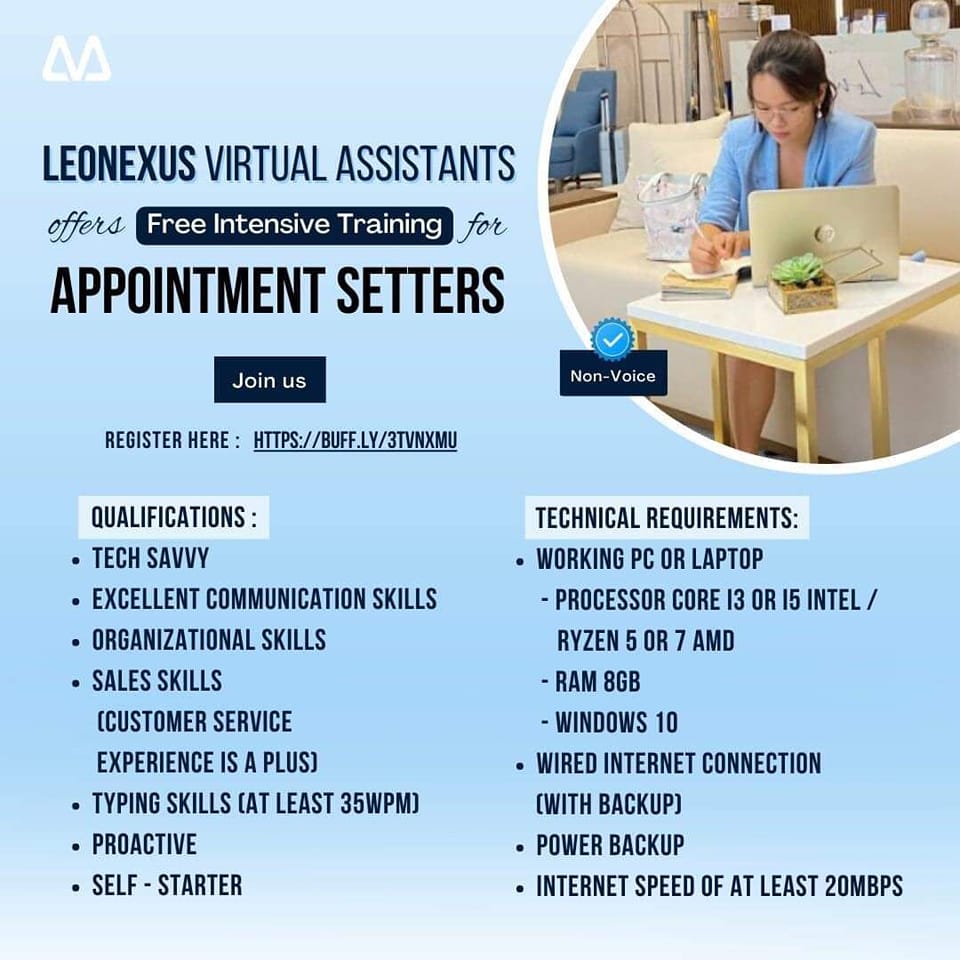 LEONEXUS VIRTUAL ASSISTANTS
offers Free Intensive Training for
APPOINTMENT SETTERS
Join us
Non-Voice
REGISTER HERE : HTTPS://BUFF.LY/3TVNXMU
QUALIFICATIONS :
• TECH SAVVY
• EXCELLENT COMMUNICATION SKILLS
• ORGANIZATIONAL SKILLS
• SALES SKILLS
(CUSTOMER SERVICE
EXPERIENCE IS A PLUS)
• TYPING SKILLS (AT LEAST 35WPM)
• PROACTIVE
• SELF - STARTER
TECHNICAL REQUIREMENTS:
• WORKING PC OR LAPTOP
- PROCESSOR CORE I3 OR I5 INTEL /
RYZEN 5 OR 7 AMD
- RAM 8GB
- WINDOWS 10
• WIRED INTERNET CONNECTION
(WITH BACKUP)
• POWER BACKUP
• INTERNET SPEED OF AT LEAST 20MBPS